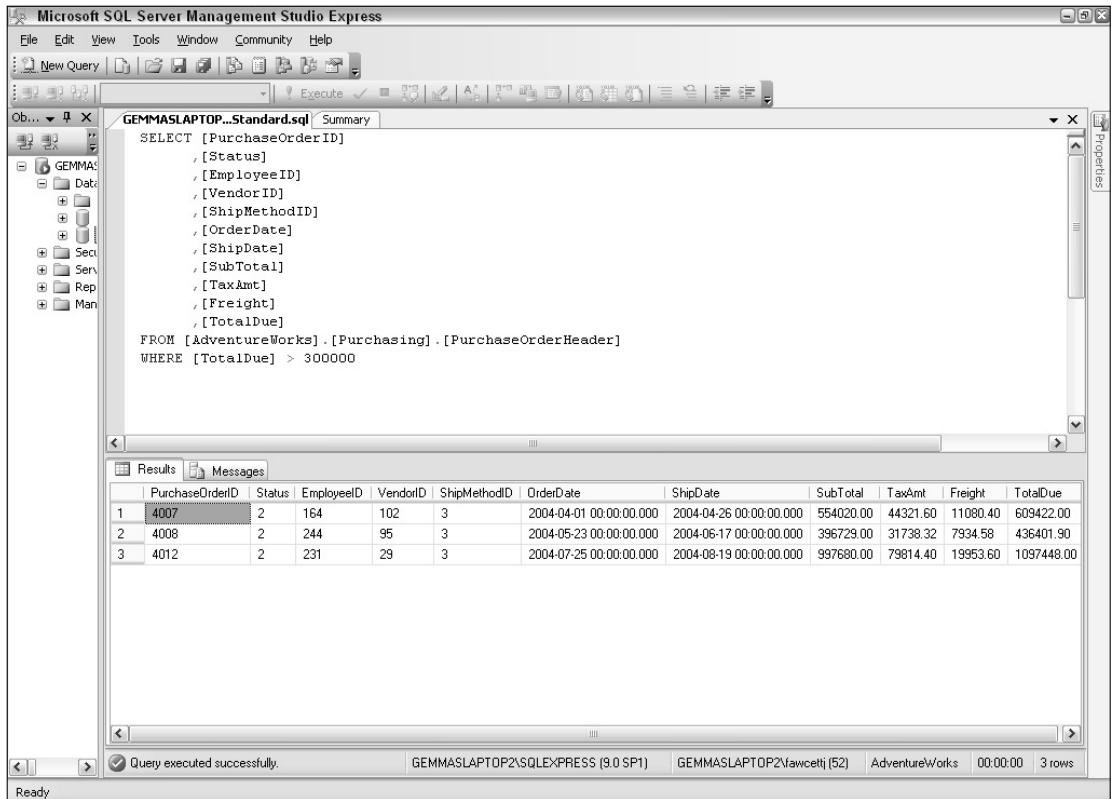 Microsoft SQL Server Management Studio Express
File Edit View Tools Window Community Help
New Query
Execute
Ob...
GEMMASLAPTOP...Standard.sql Summary
Properties
GEMMAS
Data
Secu
Serv
Rep
Man
SELECT [PurchaseOrderID]
,[Status]
,[EmployeeID]
,[VendorID]
,[ShipMethodID]
,[OrderDate]
,[ShipDate]
,[SubTotal]
,[TaxAmt]
,[Freight]
,[TotalDue]
FROM [AdventureWorks].[Purchasing].[PurchaseOrderHeader]
WHERE [TotalDue] > 300000
Results Messages
PurchaseOrderID Status EmployeeID VendorID ShipMethodID OrderDate ShipDate SubTotal TaxAmt Freight TotalDue
1 4007 2 164 102 3 2004-04-01 00:00:00.000 2004-04-26 00:00:00.000 554020.00 44321.60 11080.40 609422.00
2 4008 2 244 95 3 2004-05-23 00:00:00.000 2004-06-17 00:00:00.000 396729.00 31738.32 7934.58 436401.90
3 4012 2 231 29 3 2004-07-25 00:00:00.000 2004-08-19 00:00:00.000 997680.00 79814.40 19953.60 1097448.00
Query executed successfully. GEMMASLAPTOP2\SQLEXPRESS (9.0 SP1) GEMMASLAPTOP2\fawcettj (52) AdventureWorks 00:00:00 3 rows
Ready